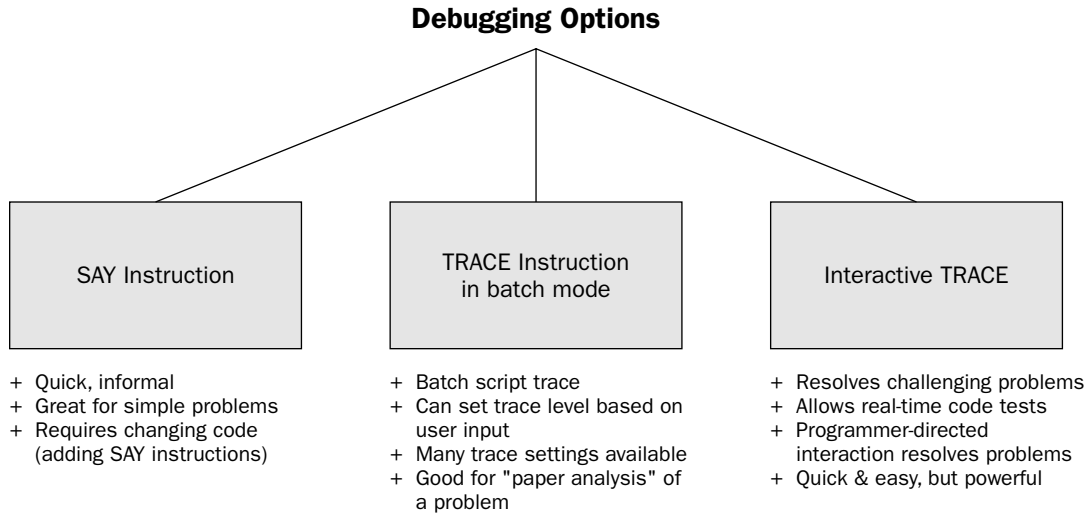 Debugging Options
SAY Instruction
TRACE Instruction
in batch mode
Interactive TRACE
+ Quick, informal
+ Great for simple problems
+ Requires changing code
(adding SAY instructions)
+ Batch script trace
+ Can set trace level based on
user input
+ Many trace settings available
+ Good for "paper analysis" of
a problem
+ Resolves challenging problems
+ Allows real-time code tests
+ Programmer-directed
interaction resolves problems
+ Quick & easy, but powerful